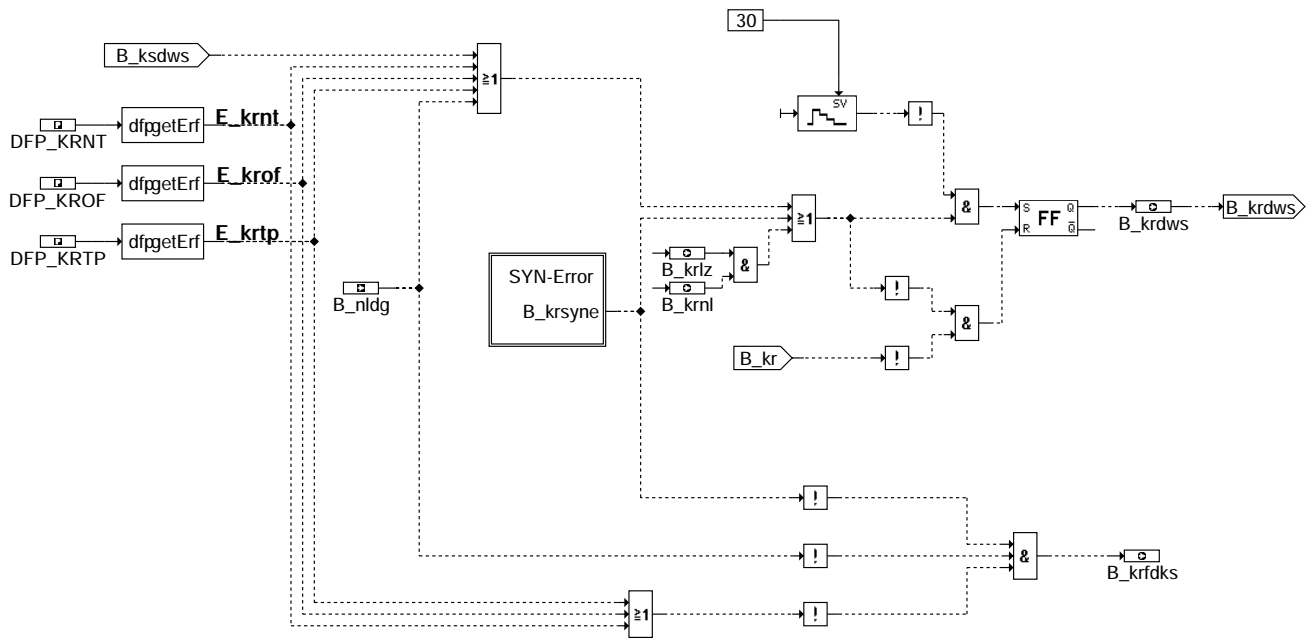 30
B_ksdws
≥1
SV
!
dfpgetErf
E_krnt
DFP_KRNT
dfpgetErf
E_krof
DFP_KROF
dfpgetErf
E_krtp
DFP_KRTP
&
S
Q
FF
R
Q̅
B_krdws
B_krdws
≥1
B_krlz
&
B_krnl
SYN-Error
B_krsyne
B_nldg
!
&
B_kr
!
!
!
&
B_krfdks
≥1
!